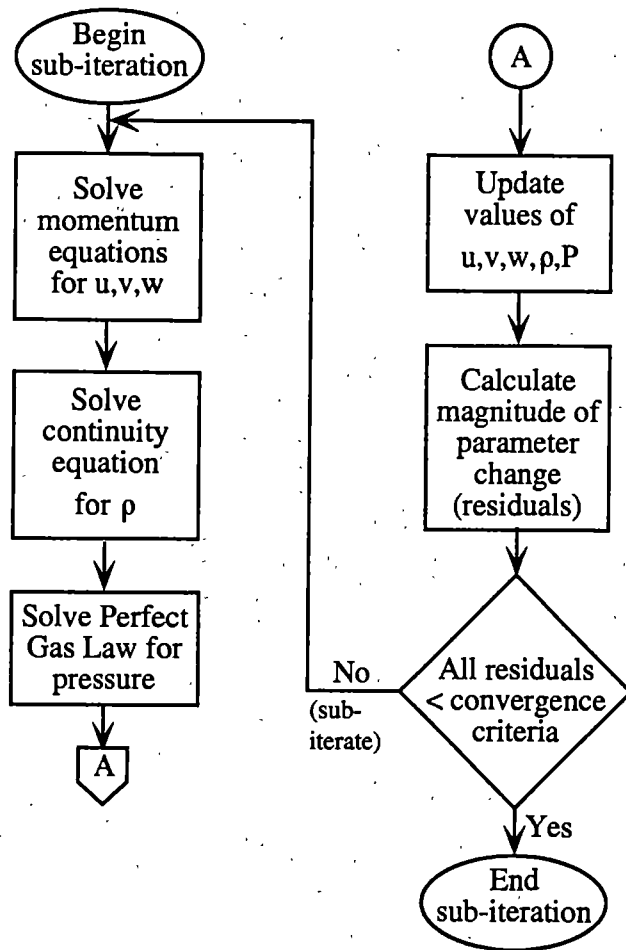 Begin
sub-iteration
Solve
momentum
equations
for u,v,w
Solve
continuity
equation
for ρ
Solve Perfect
Gas Law for
pressure
A
A
Update
values of
u,v,w,ρ,P
Calculate
magnitude of
parameter
change
(residuals)
All residuals
< convergence
criteria
No
(sub-
iterate)
Yes
End
sub-iteration